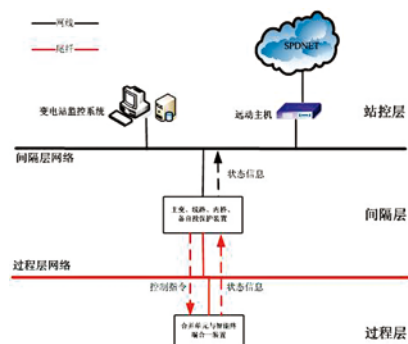 网线
尾纤
SPDNET
变电站监控系统
远动主机
站控层
间隔层网络
状态信息
主变、线路、内桥、
备自投保护装置
间隔层
过程层网络
控制指令
状态信息
合并单元与智能终
端合一装置
过程层